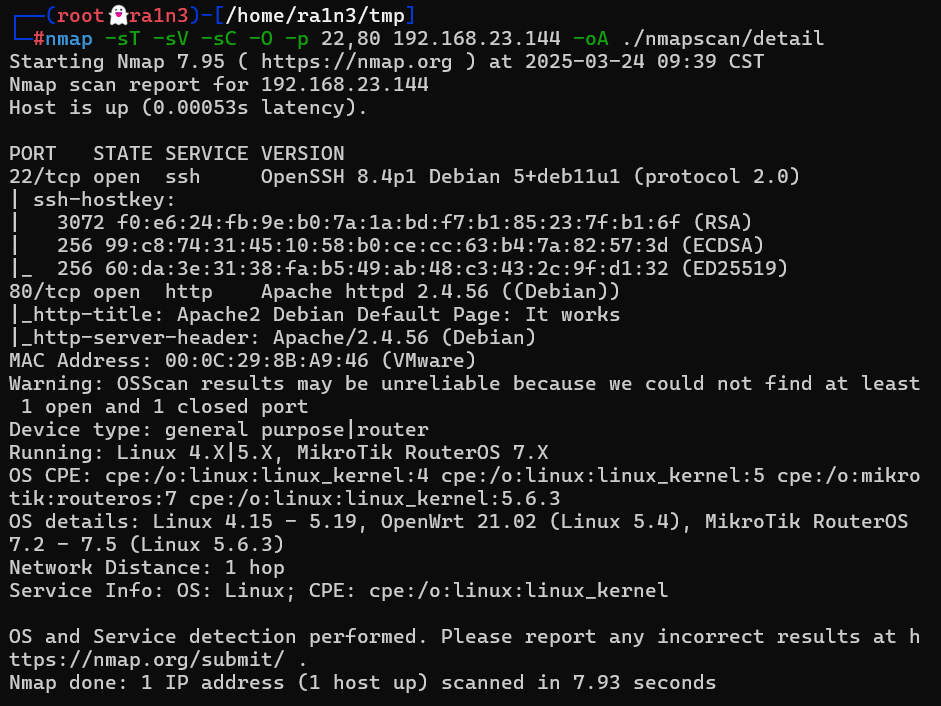 ┌──(root👻ra1n3)-[/home/ra1n3/tmp]
└─#nmap -sT -sV -sC -O -p 22,80 192.168.23.144 -oA ./nmapscan/detail
Starting Nmap 7.95 ( https://nmap.org ) at 2025-03-24 09:39 CST
Nmap scan report for 192.168.23.144
Host is up (0.00053s latency).

PORT   STATE SERVICE VERSION
22/tcp open  ssh     OpenSSH 8.4p1 Debian 5+deb11u1 (protocol 2.0)
| ssh-hostkey:
|   3072 f0:e6:24:fb:9e:b0:7a:1a:bd:f7:b1:85:23:7f:b1:6f (RSA)
|   256 99:c8:74:31:45:10:58:b0:ce:cc:63:b4:7a:82:57:3d (ECDSA)
|_  256 60:da:3e:31:38:fa:b5:49:ab:48:c3:43:2c:9f:d1:32 (ED25519)
80/tcp open  http    Apache httpd 2.4.56 ((Debian))
|_http-title: Apache2 Debian Default Page: It works
|_http-server-header: Apache/2.4.56 (Debian)
MAC Address: 00:0C:29:8B:A9:46 (VMware)
Warning: OSScan results may be unreliable because we could not find at least
 1 open and 1 closed port
Device type: general purpose|router
Running: Linux 4.X|5.X, MikroTik RouterOS 7.X
OS CPE: cpe:/o:linux:linux_kernel:4 cpe:/o:linux:linux_kernel:5 cpe:/o:mikro
tik:routeros:7 cpe:/o:linux:linux_kernel:5.6.3
OS details: Linux 4.15 - 5.19, OpenWrt 21.02 (Linux 5.4), MikroTik RouterOS
7.2 - 7.5 (Linux 5.6.3)
Network Distance: 1 hop
Service Info: OS: Linux; CPE: cpe:/o:linux:linux_kernel

OS and Service detection performed. Please report any incorrect results at h
ttps://nmap.org/submit/ .
Nmap done: 1 IP address (1 host up) scanned in 7.93 seconds